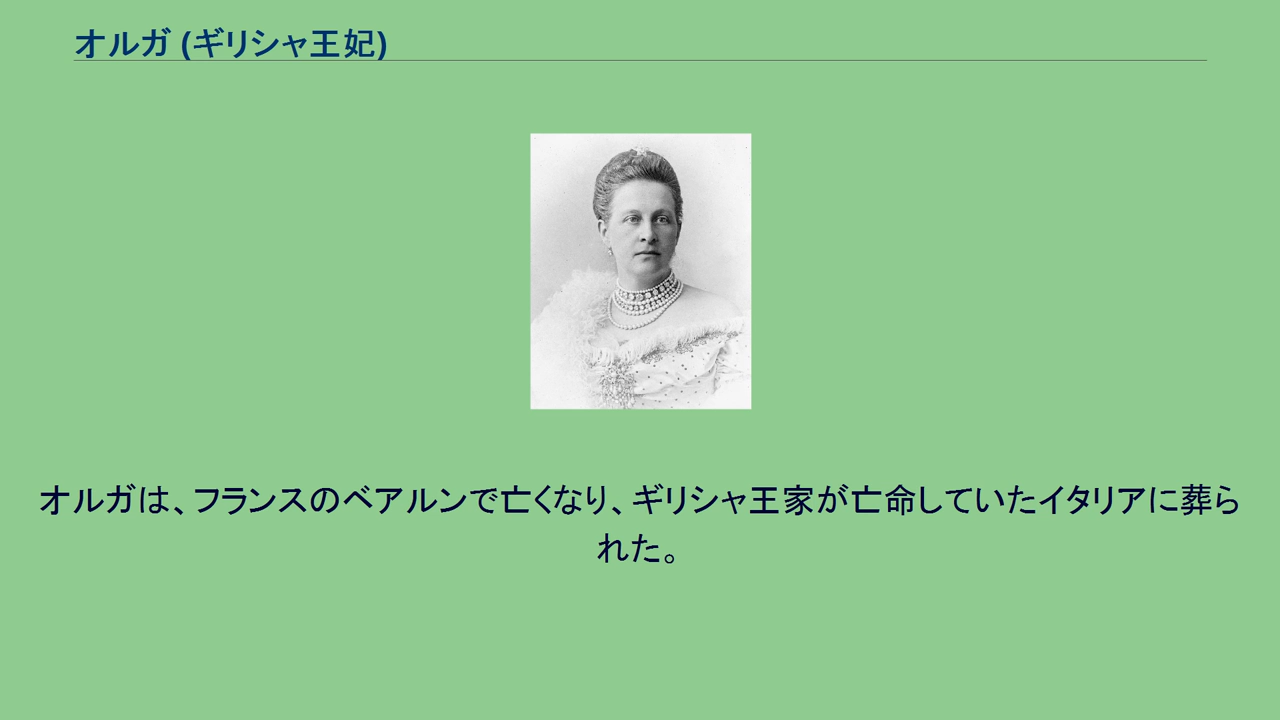 オルガ (ギリシャ王妃)
オルガは、フランスのベアルンで亡くなり、ギリシャ王家が亡命していたイタリアに葬ら
れた。